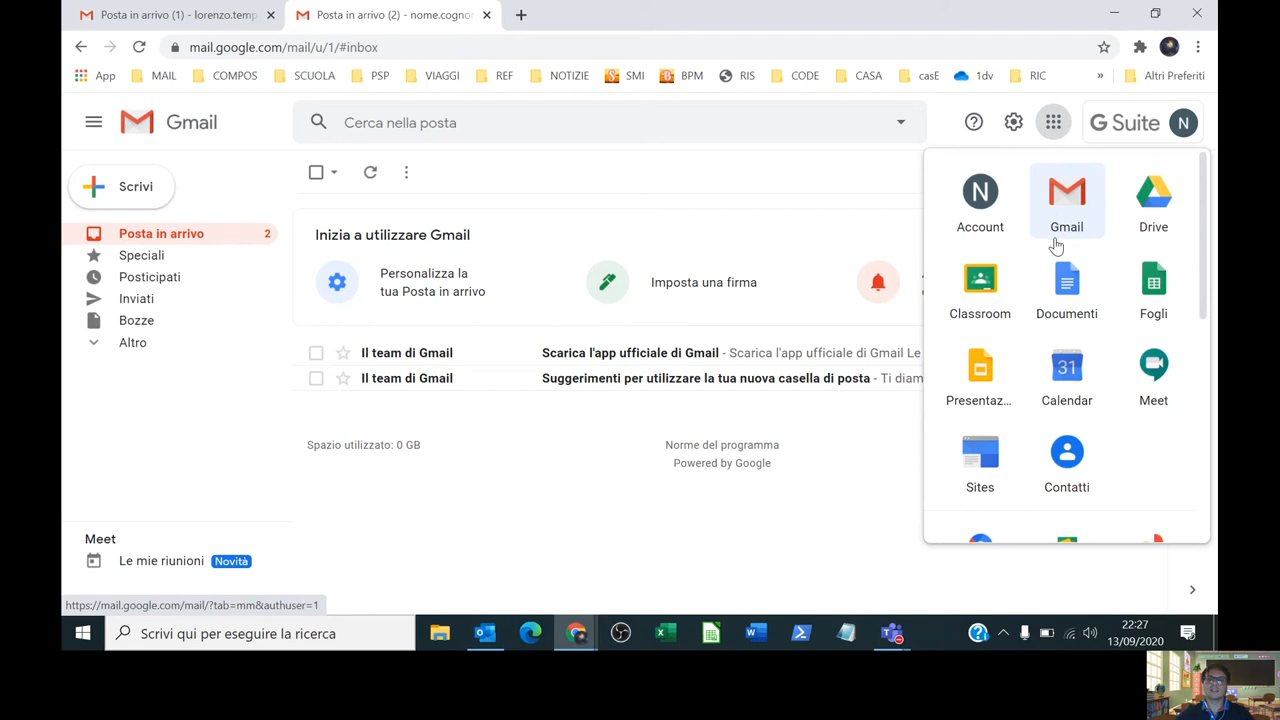 Posta in arrivo (1) - lorenzo.temp
Posta in arrivo (2) - nome.cognor
mail.google.com/mail/u/1/#inbox
App MAIL COMPOS SCUOLA PSP VIAGGI REF NOTIZIE SMI BPM RIS CODE CASA casE 1dv RIC » Altri Preferiti
Gmail
Cerca nella posta
G Suite N
Scrivi
Posta in arrivo 2
Speciali
Posticipati
Inviati
Bozze
Altro
Inizia a utilizzare Gmail
Personalizza la
tua Posta in arrivo
Imposta una firma
Il team di Gmail Scarica l'app ufficiale di Gmail - Scarica l'app ufficiale di Gmail Le
Il team di Gmail Suggerimenti per utilizzare la tua nuova casella di posta - Ti diam
Spazio utilizzato: 0 GB
Norme del programma
Powered by Google
N
Account Gmail Drive
Classroom Documenti Fogli
31
Presentaz... Calendar Meet
Sites Contatti
Meet
Le mie riunioni Novità
https://mail.google.com/mail/?tab=mm&authuser=1
Scrivi qui per eseguire la ricerca
22:27
13/09/2020